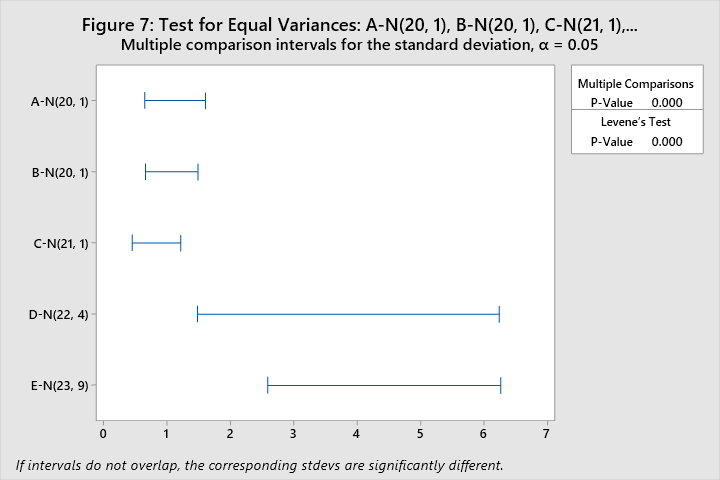 Figure 7: Test for Equal Variances: A-N(20, 1), B-N(20, 1), C-N(21, 1),...
Multiple comparison intervals for the standard deviation, α = 0.05
Multiple Comparisons
P-Value 0.000
Levene's Test
P-Value 0.000
A-N(20, 1)
B-N(20, 1)
C-N(21, 1)
D-N(22, 4)
E-N(23, 9)
0 1 2 3 4 5 6 7
If intervals do not overlap, the corresponding stdevs are significantly different.